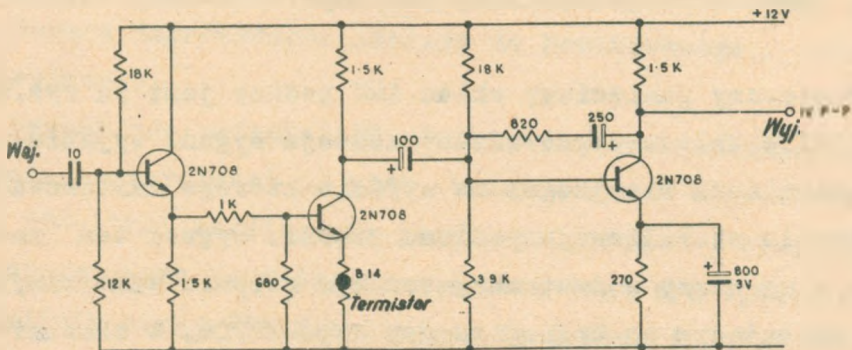 +12V
18K
1·5K
18K
1·5K
820
250
+
1V P-P
Wej.
10
100
+
Wyj.
2N708
2N708
2N708
1K
12K
1·5K
680
B14
Termistor
3·9K
270
+
800
3V